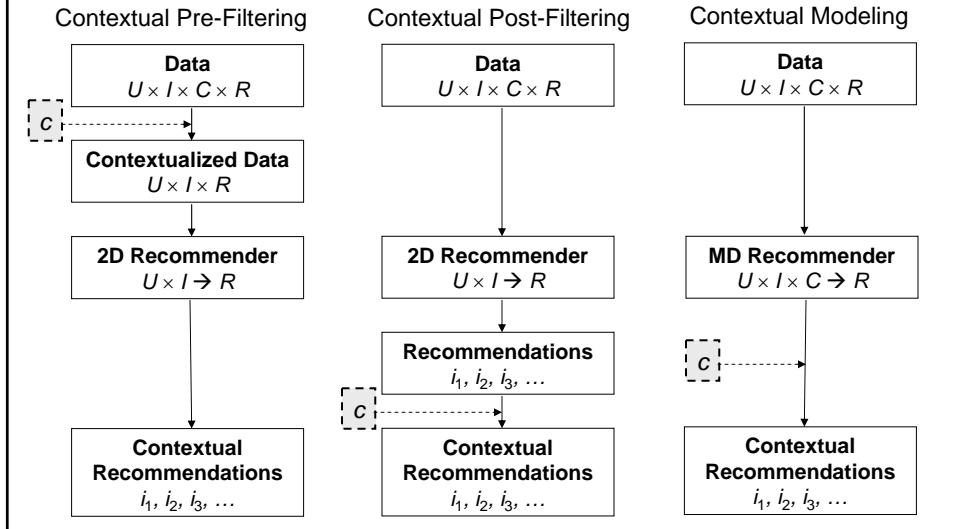 Contextual Pre-Filtering
Data
U × I × C × R
c
Contextualized Data
U × I × R
2D Recommender
U × I → R
Contextual
Recommendations
i1, i2, i3, …
Contextual Post-Filtering
Data
U × I × C × R
2D Recommender
U × I → R
Recommendations
i1, i2, i3, …
c
Contextual
Recommendations
i1, i2, i3, …
Contextual Modeling
Data
U × I × C × R
MD Recommender
U × I × C → R
c
Contextual
Recommendations
i1, i2, i3, …